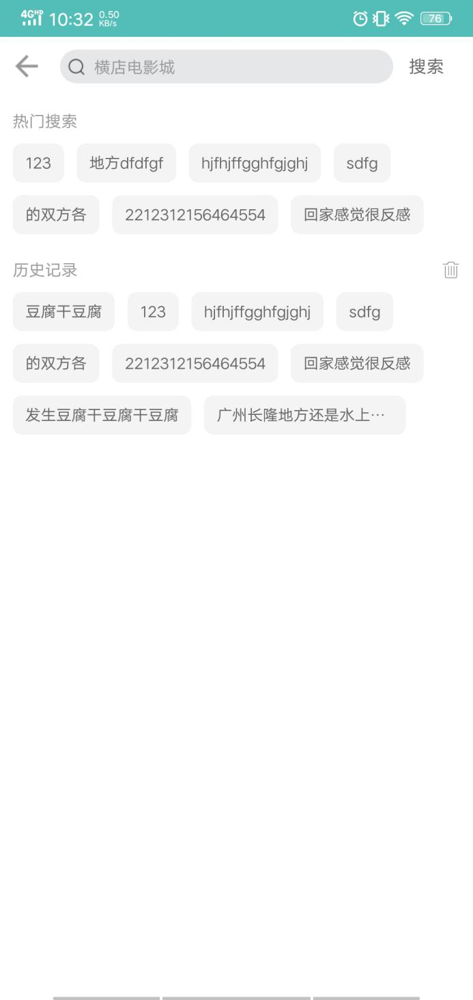 4GHD 10:32 0.50 KB/s 76
横店电影城 搜索
热门搜索
123 地方dfdfgf hjfhjffgghfgjghj sdfg
的双方各 2212312156464554 回家感觉很反感
历史记录
豆腐干豆腐 123 hjfhjffgghfgjghj sdfg
的双方各 2212312156464554 回家感觉很反感
发生豆腐干豆腐干豆腐 广州长隆地方还是水上…